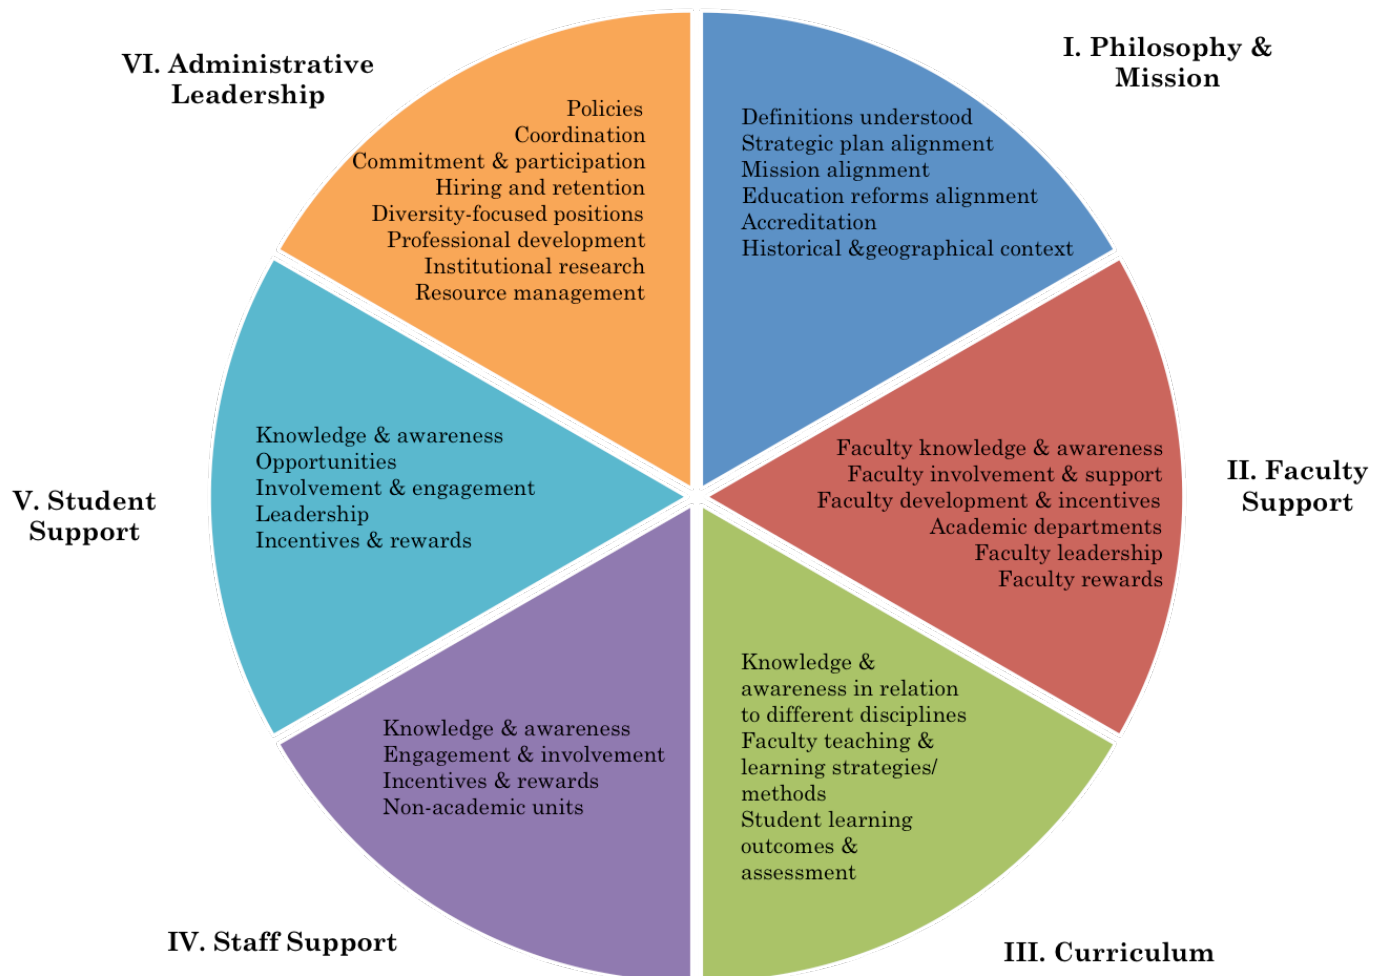 I. Philosophy &
Mission
Definitions understood
Strategic plan alignment
Mission alignment
Education reforms alignment
Accreditation
Historical &geographical context
II. Faculty
Support
Faculty knowledge & awareness
Faculty involvement & support
Faculty development & incentives
Academic departments
Faculty leadership
Faculty rewards
III. Curriculum
Knowledge &
awareness in relation
to different disciplines
Faculty teaching &
learning strategies/
methods
Student learning
outcomes &
assessment
IV. Staff Support
Knowledge & awareness
Engagement & involvement
Incentives & rewards
Non-academic units
V. Student
Support
Knowledge & awareness
Opportunities
Involvement & engagement
Leadership
Incentives & rewards
VI. Administrative
Leadership
Policies
Coordination
Commitment & participation
Hiring and retention
Diversity-focused positions
Professional development
Institutional research
Resource management